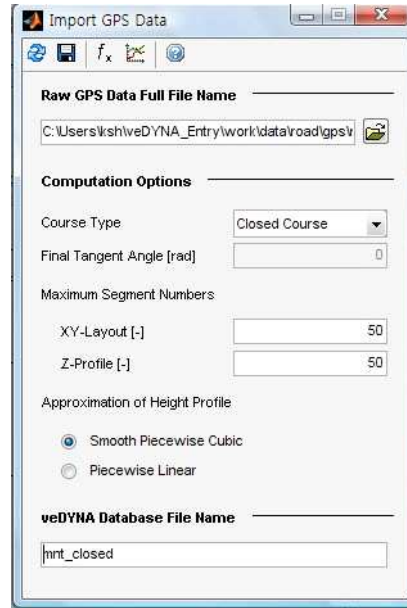 Import GPS Data
fx
Raw GPS Data Full File Name
C:\Users\ksh\veDYNA_Entry\work\data\road\gps\r
Computation Options
Course Type Closed Course
Final Tangent Angle [rad] 0
Maximum Segment Numbers
XY-Layout [-] 50
Z-Profile [-] 50
Approximation of Height Profile
Smooth Piecewise Cubic
Piecewise Linear
veDYNA Database File Name
mnt_closed